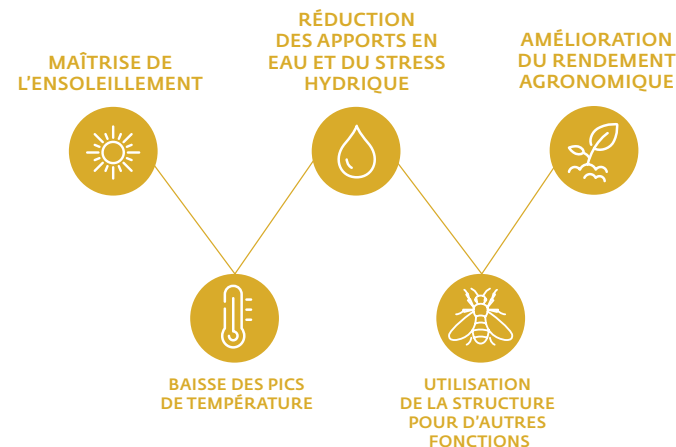 MAÎTRISE DE
L'ENSOLEILLEMENT
RÉDUCTION
DES APPORTS EN
EAU ET DU STRESS
HYDRIQUE
AMÉLIORATION
DU RENDEMENT
AGRONOMIQUE
BAISSE DES PICS
DE TEMPÉRATURE
UTILISATION
DE LA STRUCTURE
POUR D'AUTRES
FONCTIONS